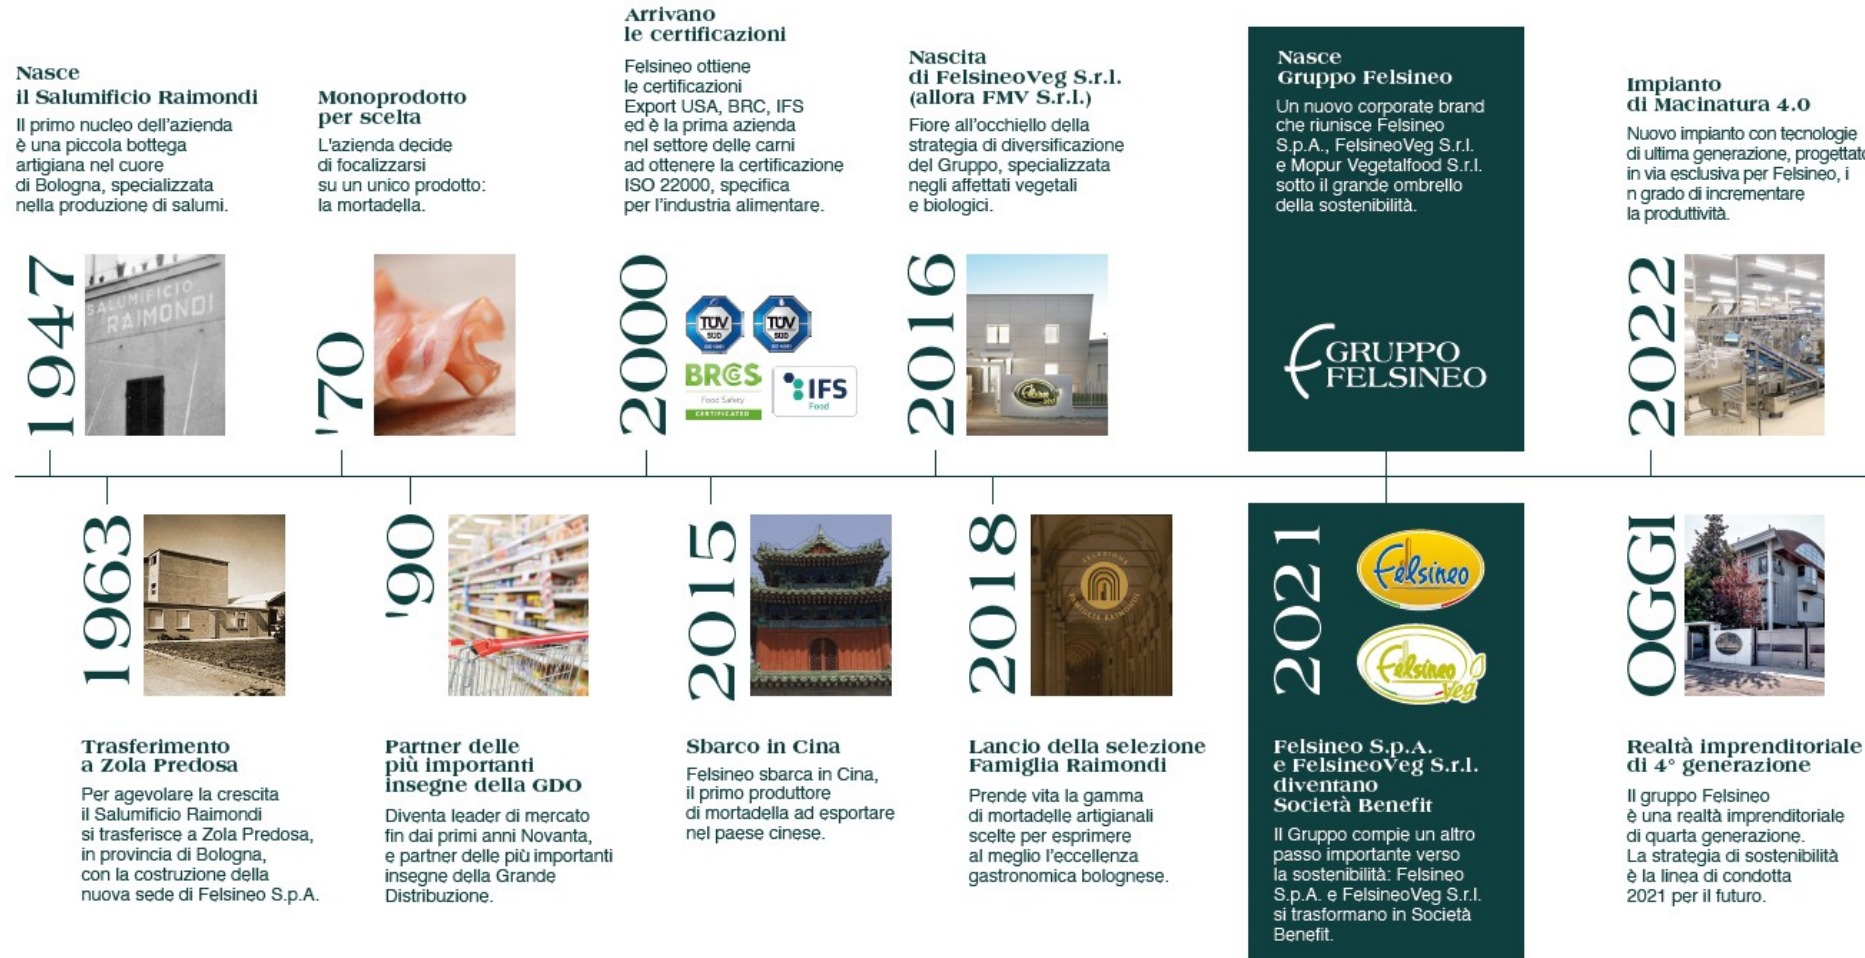 Nasce
il Salumificio Raimondi
Il primo nucleo dell'azienda
è una piccola bottega
artigiana nel cuore
di Bologna, specializzata
nella produzione di salumi.
1947
SALUMIFICIO
RAIMONDI
Monoprodotto
per scelta
L'azienda decide
di focalizzarsi
su un unico prodotto:
la mortadella.
'70
Arrivano
le certificazioni
Felsineo ottiene
le certificazioni
Export USA, BRC, IFS
ed è la prima azienda
nel settore delle carni
ad ottenere la certificazione
ISO 22000, specifica
per l'industria alimentare.
2000
TÜV
SÜD
TÜV
SÜD
BRCGS
Food Safety
CERTIFICATED
IFS
Food
Nascita
di FelsineoVeg S.r.l.
(allora FMV S.r.l.)
Fiore all'occhiello della
strategia di diversificazione
del Gruppo, specializzata
negli affettati vegetali
e biologici.
2016
Nasce
Gruppo Felsineo
Un nuovo corporate brand
che riunisce Felsineo
S.p.A., FelsineoVeg S.r.l.
e Mopur Vegetalfood S.r.l.
sotto il grande ombrello
della sostenibilità.
GRUPPO
FELSINEO
Impianto
di Macinatura 4.0
Nuovo impianto con tecnologie
di ultima generazione, progettato
in via esclusiva per Felsineo, i
n grado di incrementare
la produttività.
2022
1963
Trasferimento
a Zola Predosa
Per agevolare la crescita
il Salumificio Raimondi
si trasferisce a Zola Predosa,
in provincia di Bologna,
con la costruzione della
nuova sede di Felsineo S.p.A.
'90
Partner delle
più importanti
insegne della GDO
Diventa leader di mercato
fin dai primi anni Novanta,
e partner delle più importanti
insegne della Grande
Distribuzione.
2015
Sbarco in Cina
Felsineo sbarca in Cina,
il primo produttore
di mortadella ad esportare
nel paese cinese.
2018
SELEZIONE
FAMIGLIA RAIMONDI
Lancio della selezione
Famiglia Raimondi
Prende vita la gamma
di mortadelle artigianali
scelte per esprimere
al meglio l'eccellenza
gastronomica bolognese.
2021
Felsineo
Felsineo
Veg
Felsineo S.p.A.
e FelsineoVeg S.r.l.
diventano
Società Benefit
Il Gruppo compie un altro
passo importante verso
la sostenibilità: Felsineo
S.p.A. e FelsineoVeg S.r.l.
si trasformano in Società
Benefit.
OGGI
Realtà imprenditoriale
di 4° generazione
Il gruppo Felsineo
è una realtà imprenditoriale
di quarta generazione.
La strategia di sostenibilità
è la linea di condotta
2021 per il futuro.